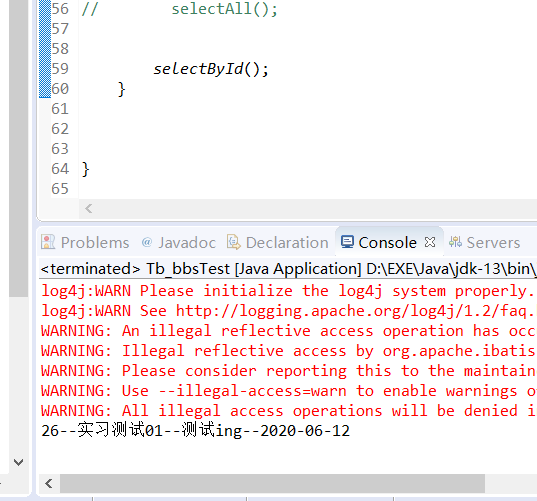 56 // selectAll();
57
58
59 selectById();
60 }
61
62
63
64 }
65
Problems @ Javadoc Declaration Console Servers
<terminated> Tb_bbsTest [Java Application] D:\EXE\Java\jdk-13\bin\
log4j:WARN Please initialize the log4j system properly.
log4j:WARN See http://logging.apache.org/log4j/1.2/faq.
WARNING: An illegal reflective access operation has occ
WARNING: Illegal reflective access by org.apache.ibatis
WARNING: Please consider reporting this to the maintain
WARNING: Use --illegal-access=warn to enable warnings o
WARNING: All illegal access operations will be denied i
26--实习测试01--测试ing--2020-06-12